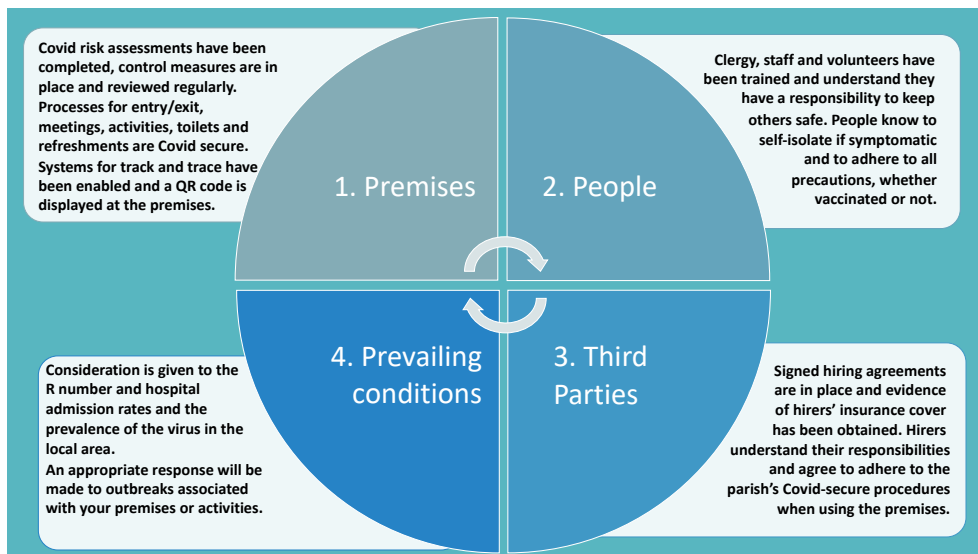 Covid risk assessments have been
completed, control measures are in
place and reviewed regularly.
Processes for entry/exit,
meetings, activities, toilets and
refreshments are Covid secure.
Systems for track and trace have
been enabled and a QR code is
displayed at the premises.
1. Premises
2. People
Clergy, staff and volunteers have
been trained and understand they
have a responsibility to keep
others safe. People know to
self-isolate if symptomatic
and to adhere to all
precautions, whether
vaccinated or not.
3. Third
Parties
Signed hiring agreements
are in place and evidence
of hirers’ insurance cover
has been obtained. Hirers
understand their responsibilities
and agree to adhere to the
parish’s Covid-secure procedures
when using the premises.
4. Prevailing
conditions
Consideration is given to the
R number and hospital
admission rates and the
prevalence of the virus in the
local area.
An appropriate response will be
made to outbreaks associated
with your premises or activities.